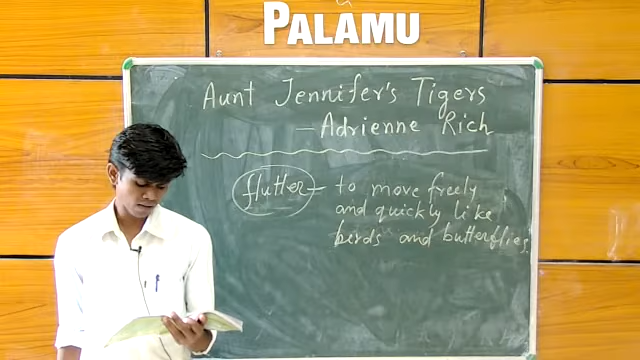 PALAMU
Aunt Jennifer's Tigers
— Adrienne Rich
flutter – to move freely
and quickly like
birds and butterflies.